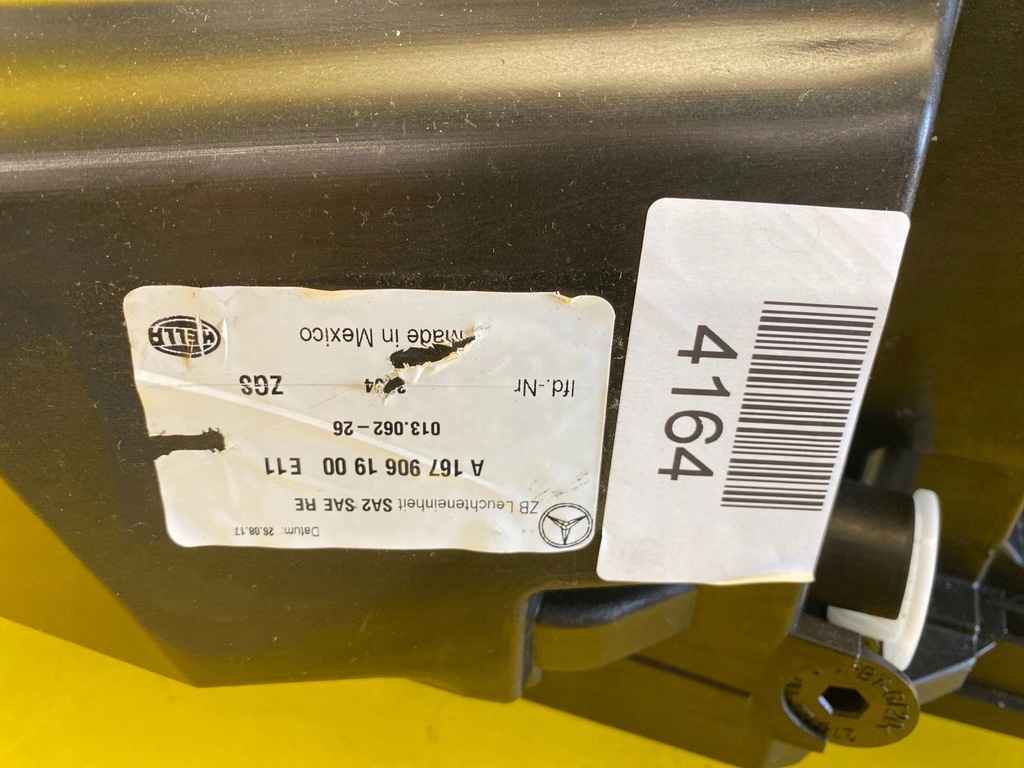 Datum: 26.08.17
ZB Leuchteneinheit SA2 SAE RE
A 167 906 19 00 E11
013.062-26
lfd.-Nr ZGS
Made in Mexico
HELLA
4164